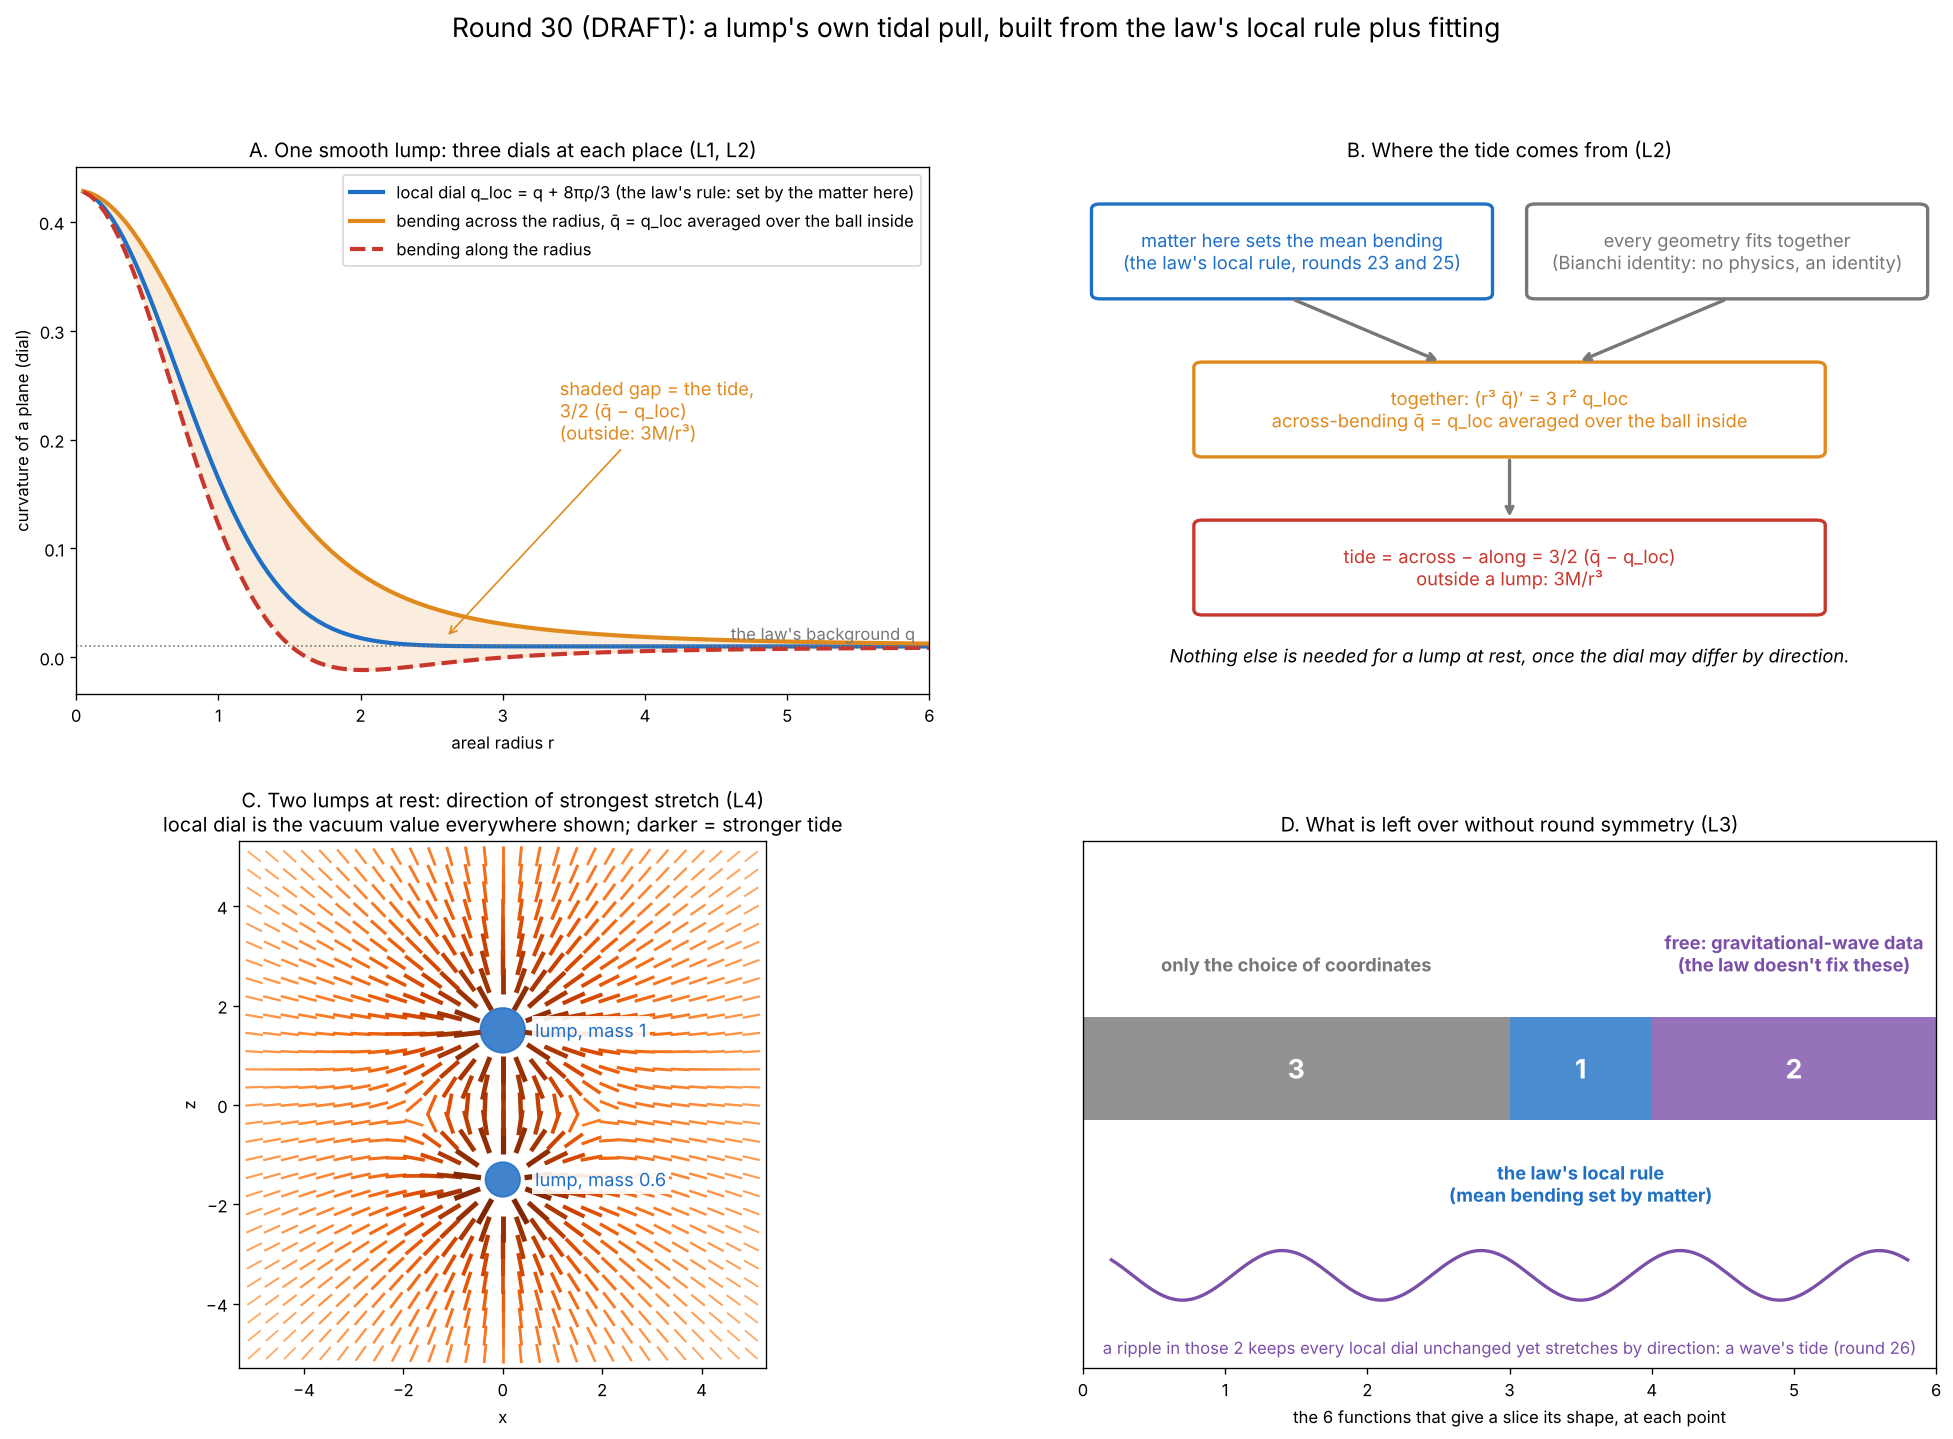 Round 30 (DRAFT): a lump's own tidal pull, built from the law's local rule plus fitting
A. One smooth lump: three dials at each place (L1, L2)
local dial q_loc = q + 8πρ/3 (the law's rule: set by the matter here)
bending across the radius, q̄ = q_loc averaged over the ball inside
bending along the radius
shaded gap = the tide,
3/2 (q̄ − q_loc)
(outside: 3M/r³)
the law's background q
curvature of a plane (dial)
0.4
0.3
0.2
0.1
0.0
0 1 2 3 4 5 6
areal radius r
B. Where the tide comes from (L2)
matter here sets the mean bending
(the law's local rule, rounds 23 and 25)
every geometry fits together
(Bianchi identity: no physics, an identity)
together: (r³ q̄)′ = 3 r² q_loc
across-bending q̄ = q_loc averaged over the ball inside
tide = across − along = 3/2 (q̄ − q_loc)
outside a lump: 3M/r³
Nothing else is needed for a lump at rest, once the dial may differ by direction.
C. Two lumps at rest: direction of strongest stretch (L4)
local dial is the vacuum value everywhere shown; darker = stronger tide
lump, mass 1
lump, mass 0.6
z
4
2
0
−2
−4
−4 −2 0 2 4
x
D. What is left over without round symmetry (L3)
free: gravitational-wave data
(the law doesn't fix these)
only the choice of coordinates
3 1 2
the law's local rule
(mean bending set by matter)
a ripple in those 2 keeps every local dial unchanged yet stretches by direction: a wave's tide (round 26)
0 1 2 3 4 5 6
the 6 functions that give a slice its shape, at each point